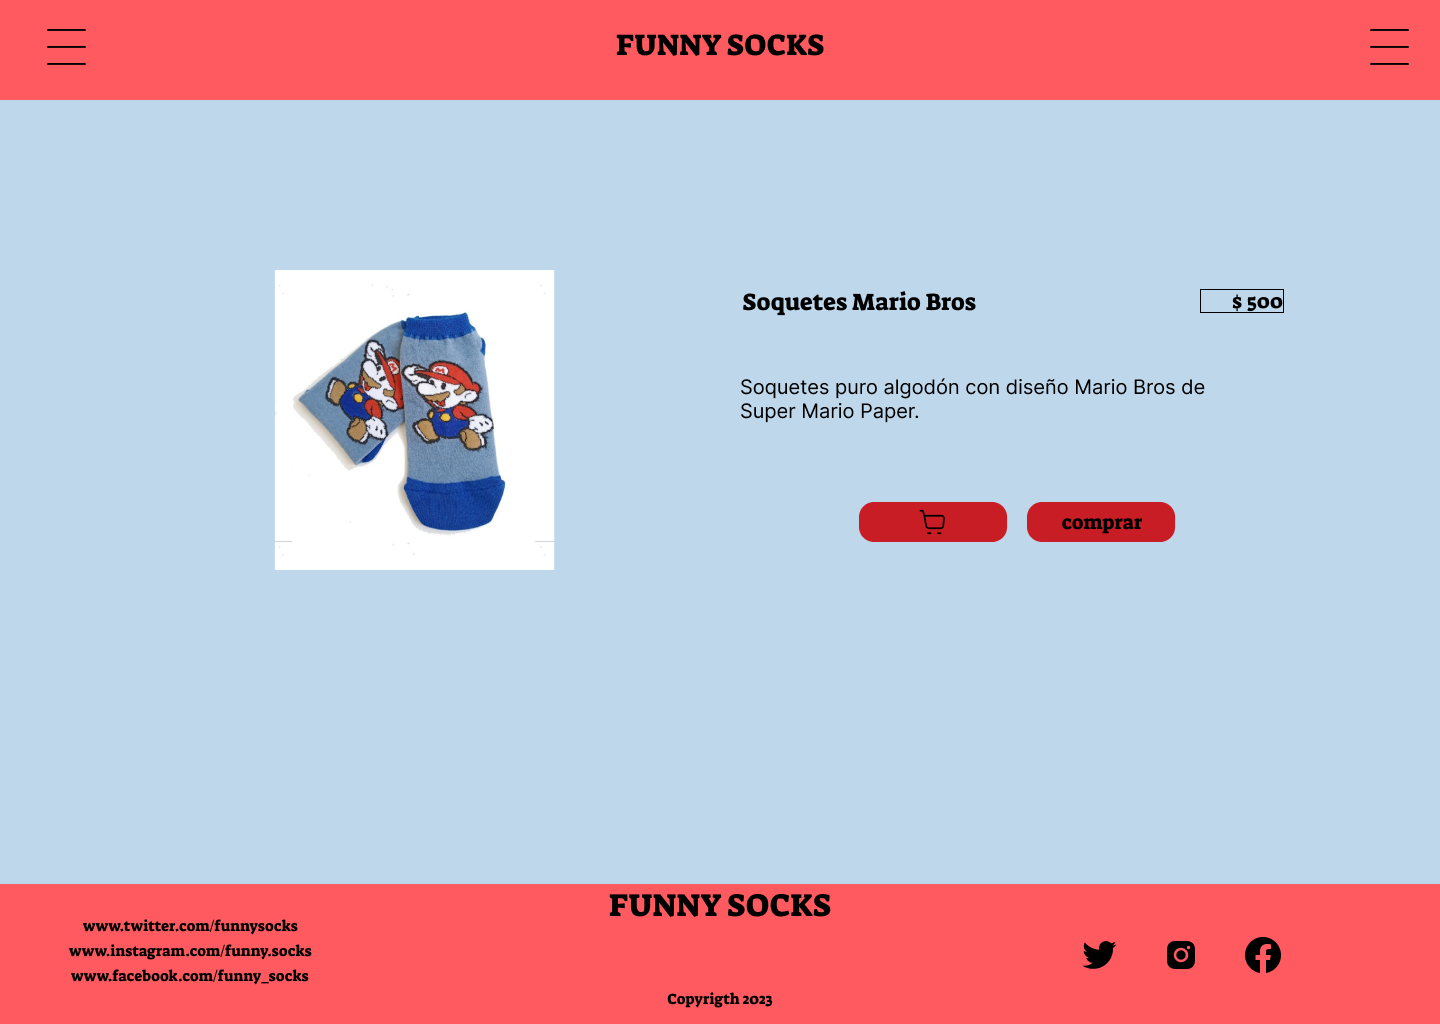 FUNNY SOCKS
Soquetes Mario Bros
$ 500
Soquetes puro algodón con diseño Mario Bros de
Super Mario Paper.
comprar
FUNNY SOCKS
www.twitter.com/funnysocks
www.instagram.com/funny.socks
www.facebook.com/funny_socks
Copyrigth 2023